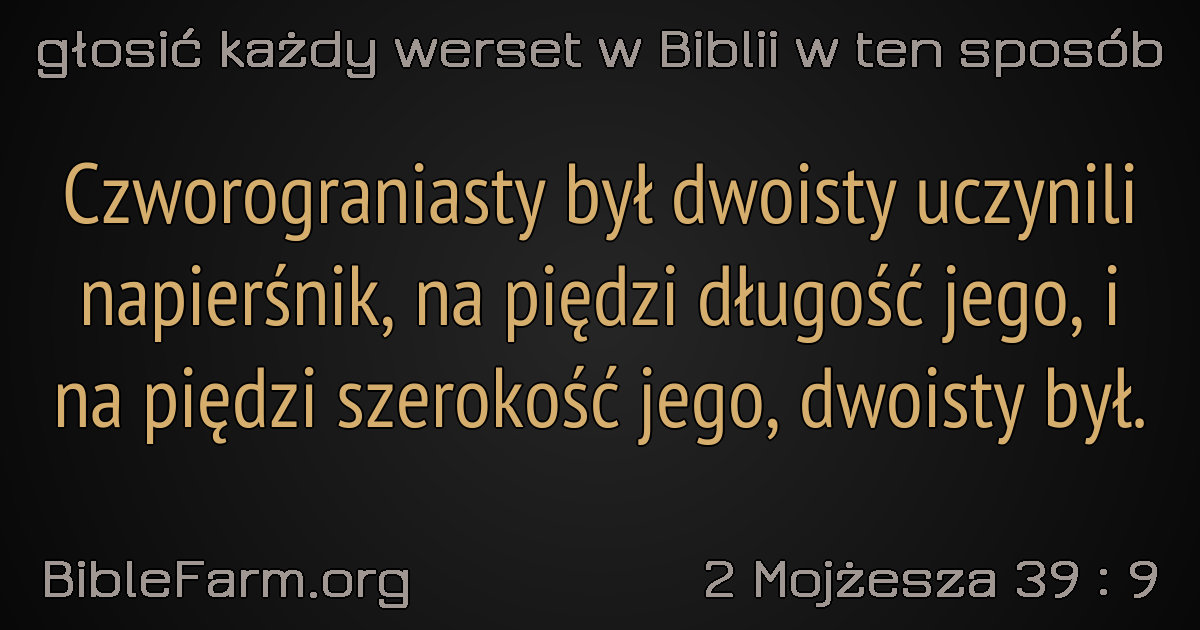 głosić każdy werset w Biblii w ten sposób
Czworograniasty był dwoisty uczynili
napierśnik, na piędzi długość jego, i
na piędzi szerokość jego, dwoisty był.
BibleFarm.org
2 Mojżesza 39 : 9